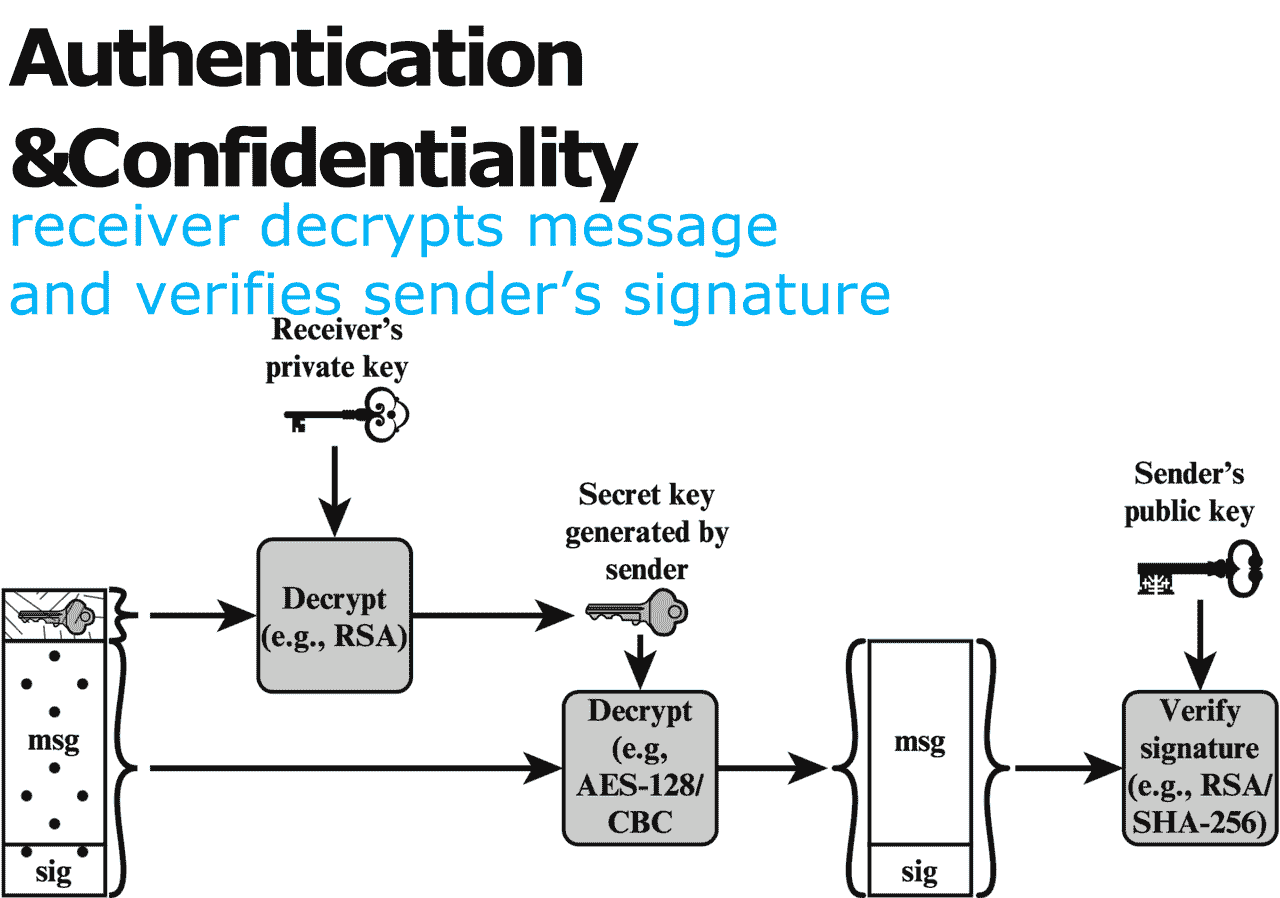 Authentication
&Confidentiality
receiver decrypts message
and verifies sender’s signature
Receiver’s
private key
Secret key
generated by
sender
Sender’s
public key
Decrypt
(e.g., RSA)
Decrypt
(e.g,
AES-128/
CBC
Verify
signature
(e.g., RSA/
SHA-256)
msg
sig
msg
sig